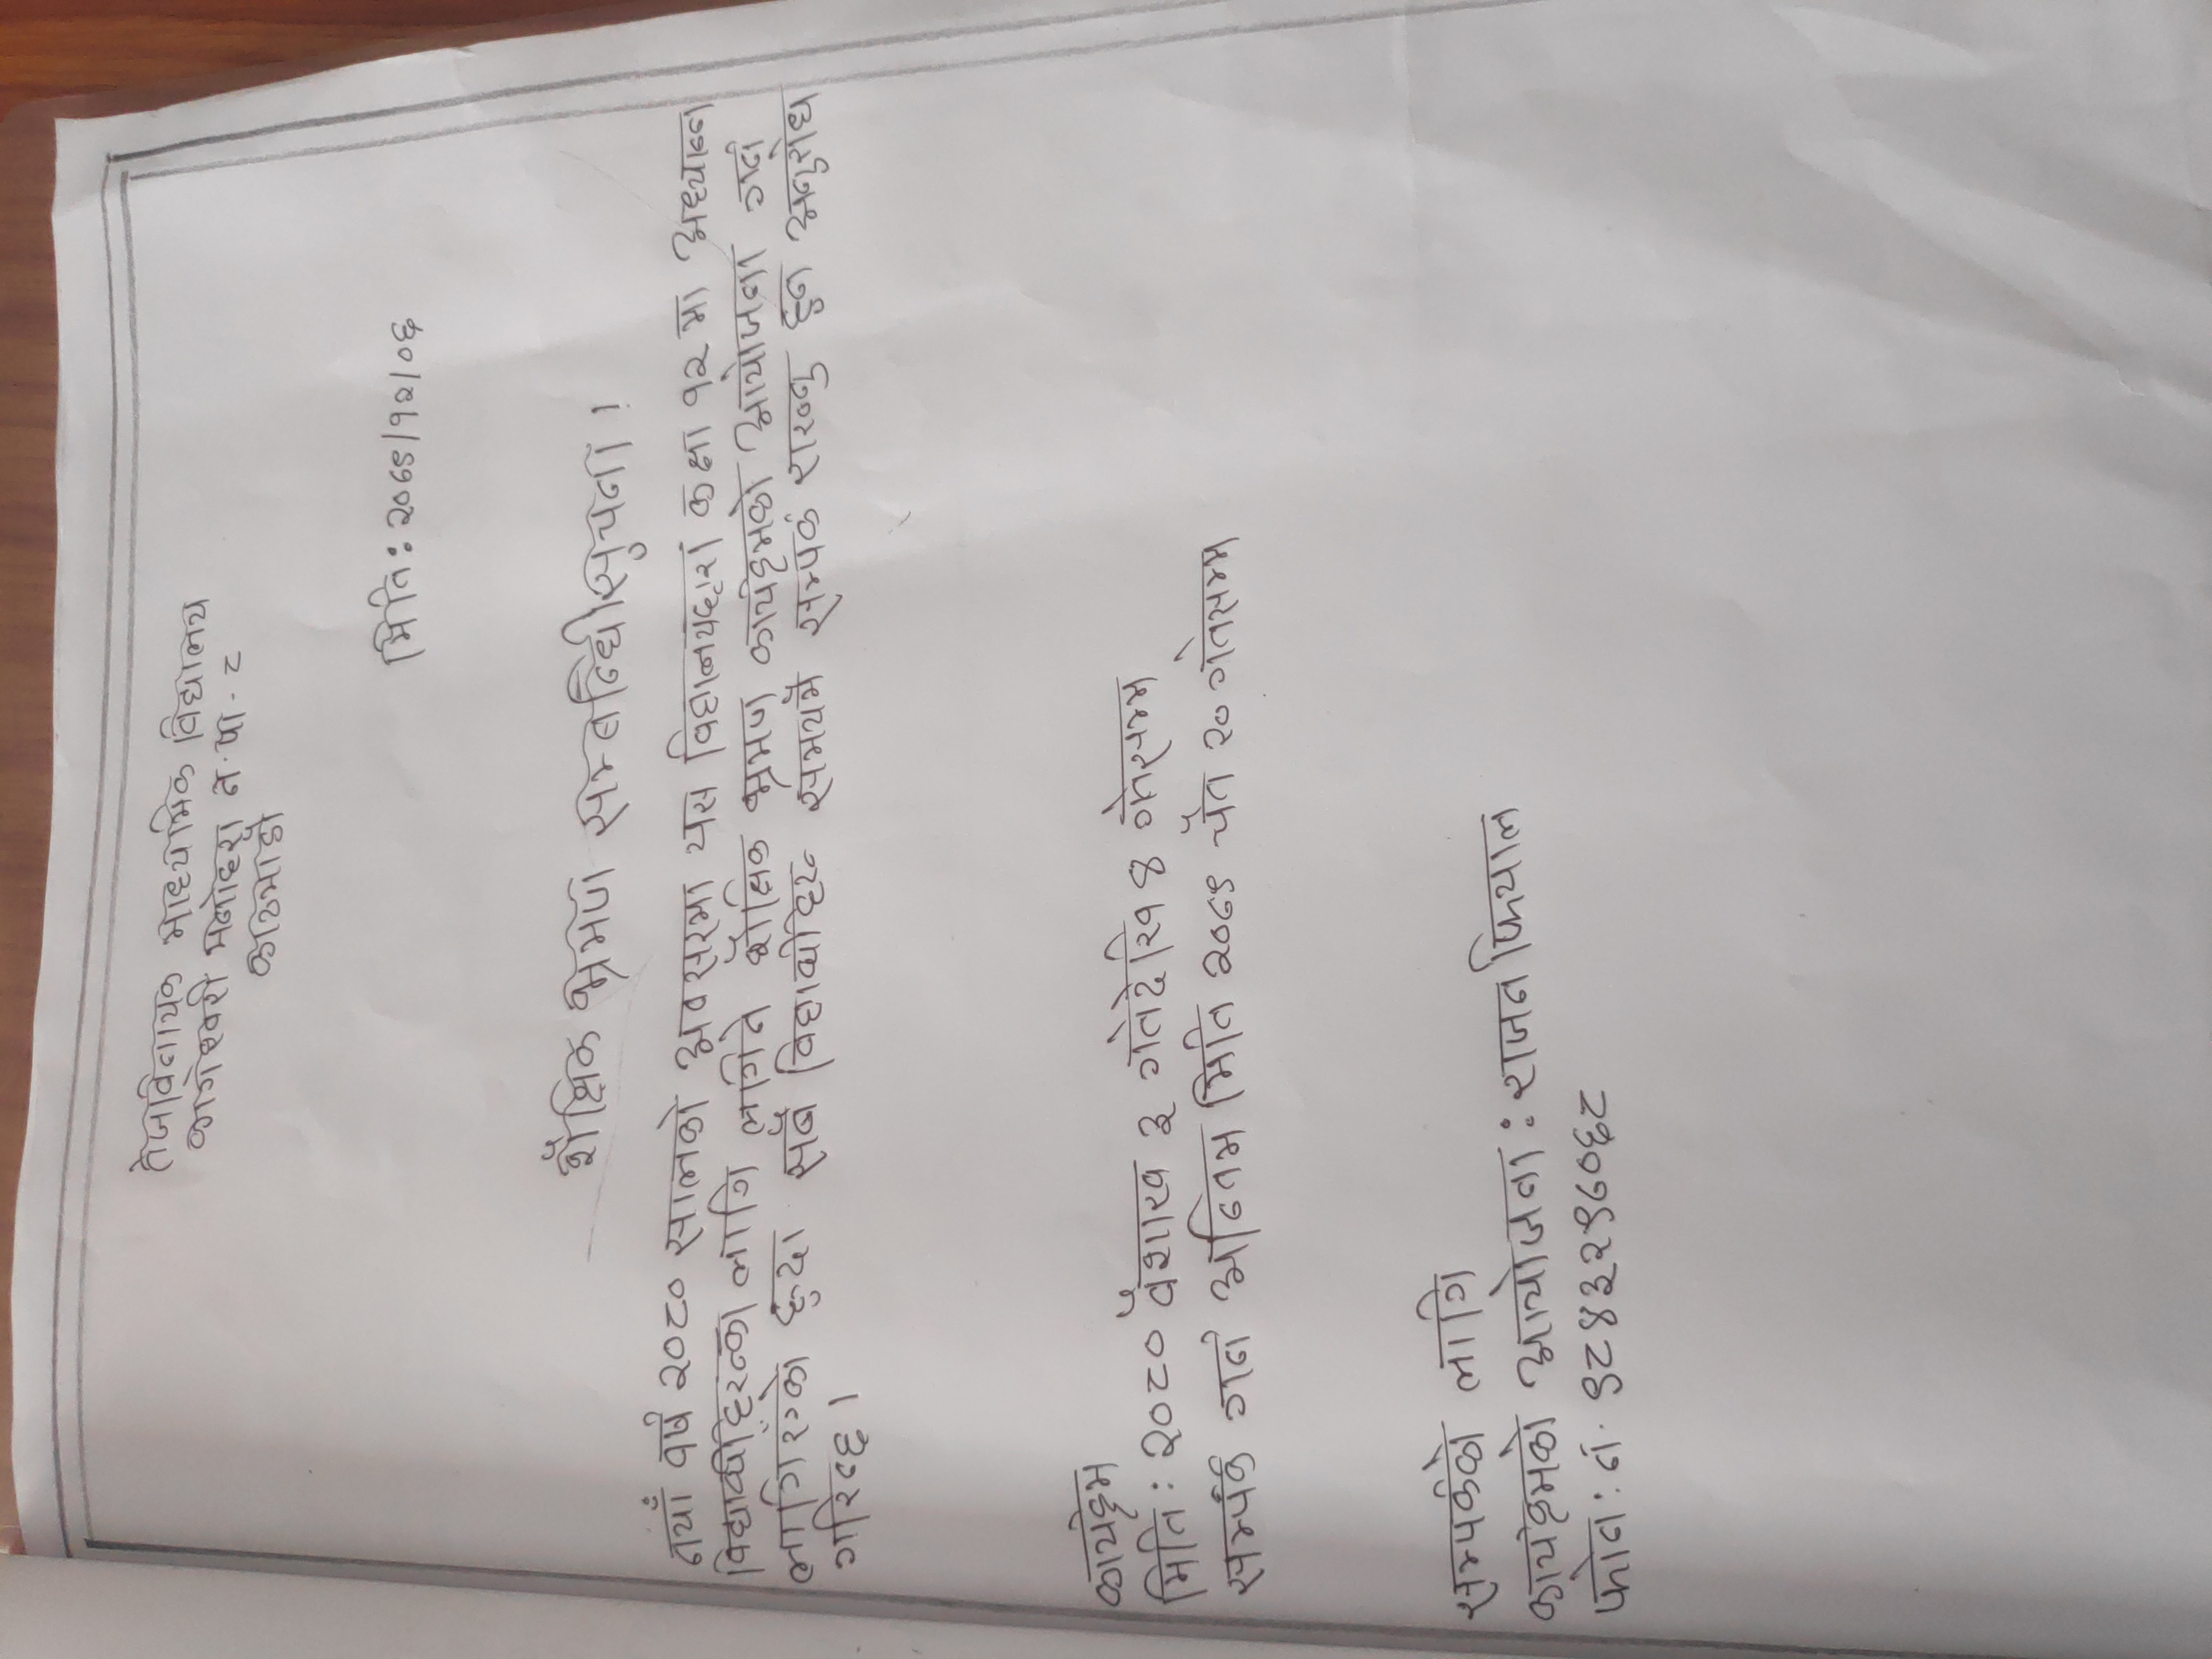 तेजविनायक माध्यमिक विद्यालय
कागेश्वरी मनोहरा न.पा. - ८
काठमाडौं
मिति: २०७९/१२/०६
शैक्षिक भ्रमण सम्बन्धि सुचना !
नयाँ वर्ष २०८० सालको अवसरमा यस विद्यालयद्वारा कक्षा १२ मा अध्यान्न
विद्यार्थीहरुका लागि लगिने शैक्षिक भ्रमण कार्यक्रमको आयोजना गर्न
लागिएको हुदा सबै विद्यार्थीहरु समयमै सम्पर्क राख्नु हुन अनुरोध
गरिन्छ ।
कार्यक्रम
मिति: २०८० बैशाख ३ गतेदेखि ४ गतेसम्म
सम्पर्क गर्न अन्तिम मिति २०७९ चैत २० गतेसम्म
सम्पर्कको लागि
कार्यक्रमको आयोजना : राजन फुयाल
फोन: नं. ९८४३२९७०६८